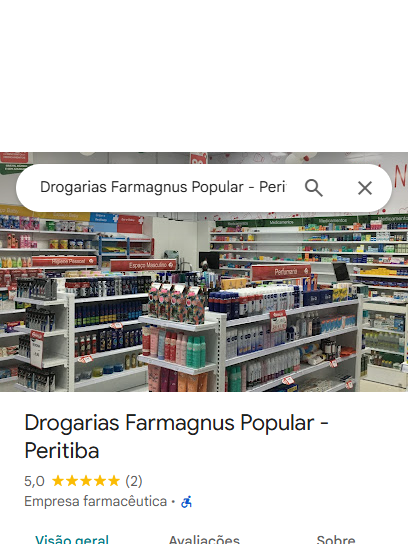 Drogarias Farmagnus Popular - Peri
Medicamentos
Medicamentos
Higiene Pessoal
Espaço Masculino
Perfumaria
Drogarias Farmagnus Popular -
Peritiba
5,0 ★★★★★ (2)
Empresa farmacêutica ·
Visão geral
Avaliações
Sobre